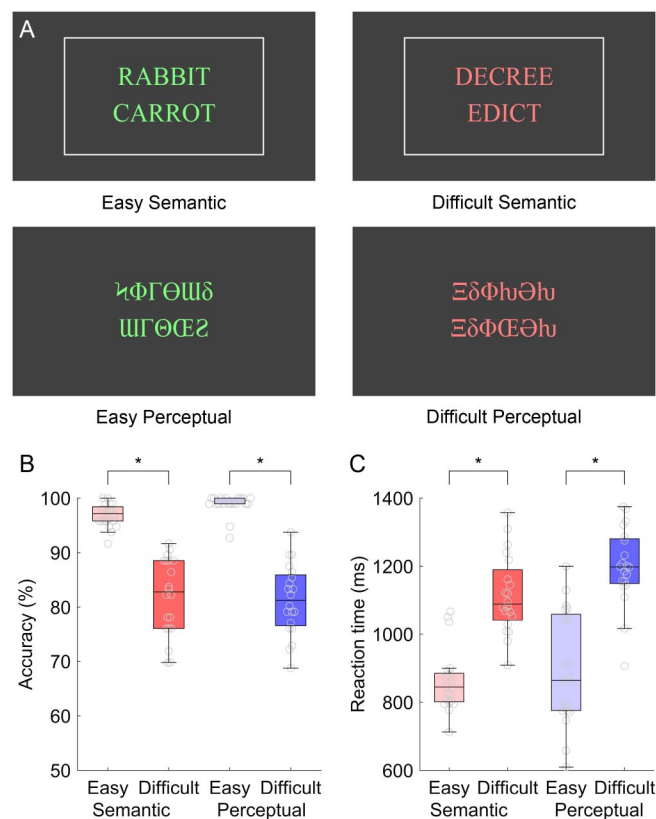 A
RABBIT
CARROT
DECREE
EDICT
Easy Semantic
Difficult Semantic
Easy Perceptual
Difficult Perceptual
B
* *
Accuracy (%)
100
90
80
70
60
50
Easy Difficult Easy Difficult
Semantic Perceptual
C
* *
Reaction time (ms)
1400
1200
1000
800
600
Easy Difficult Easy Difficult
Semantic Perceptual